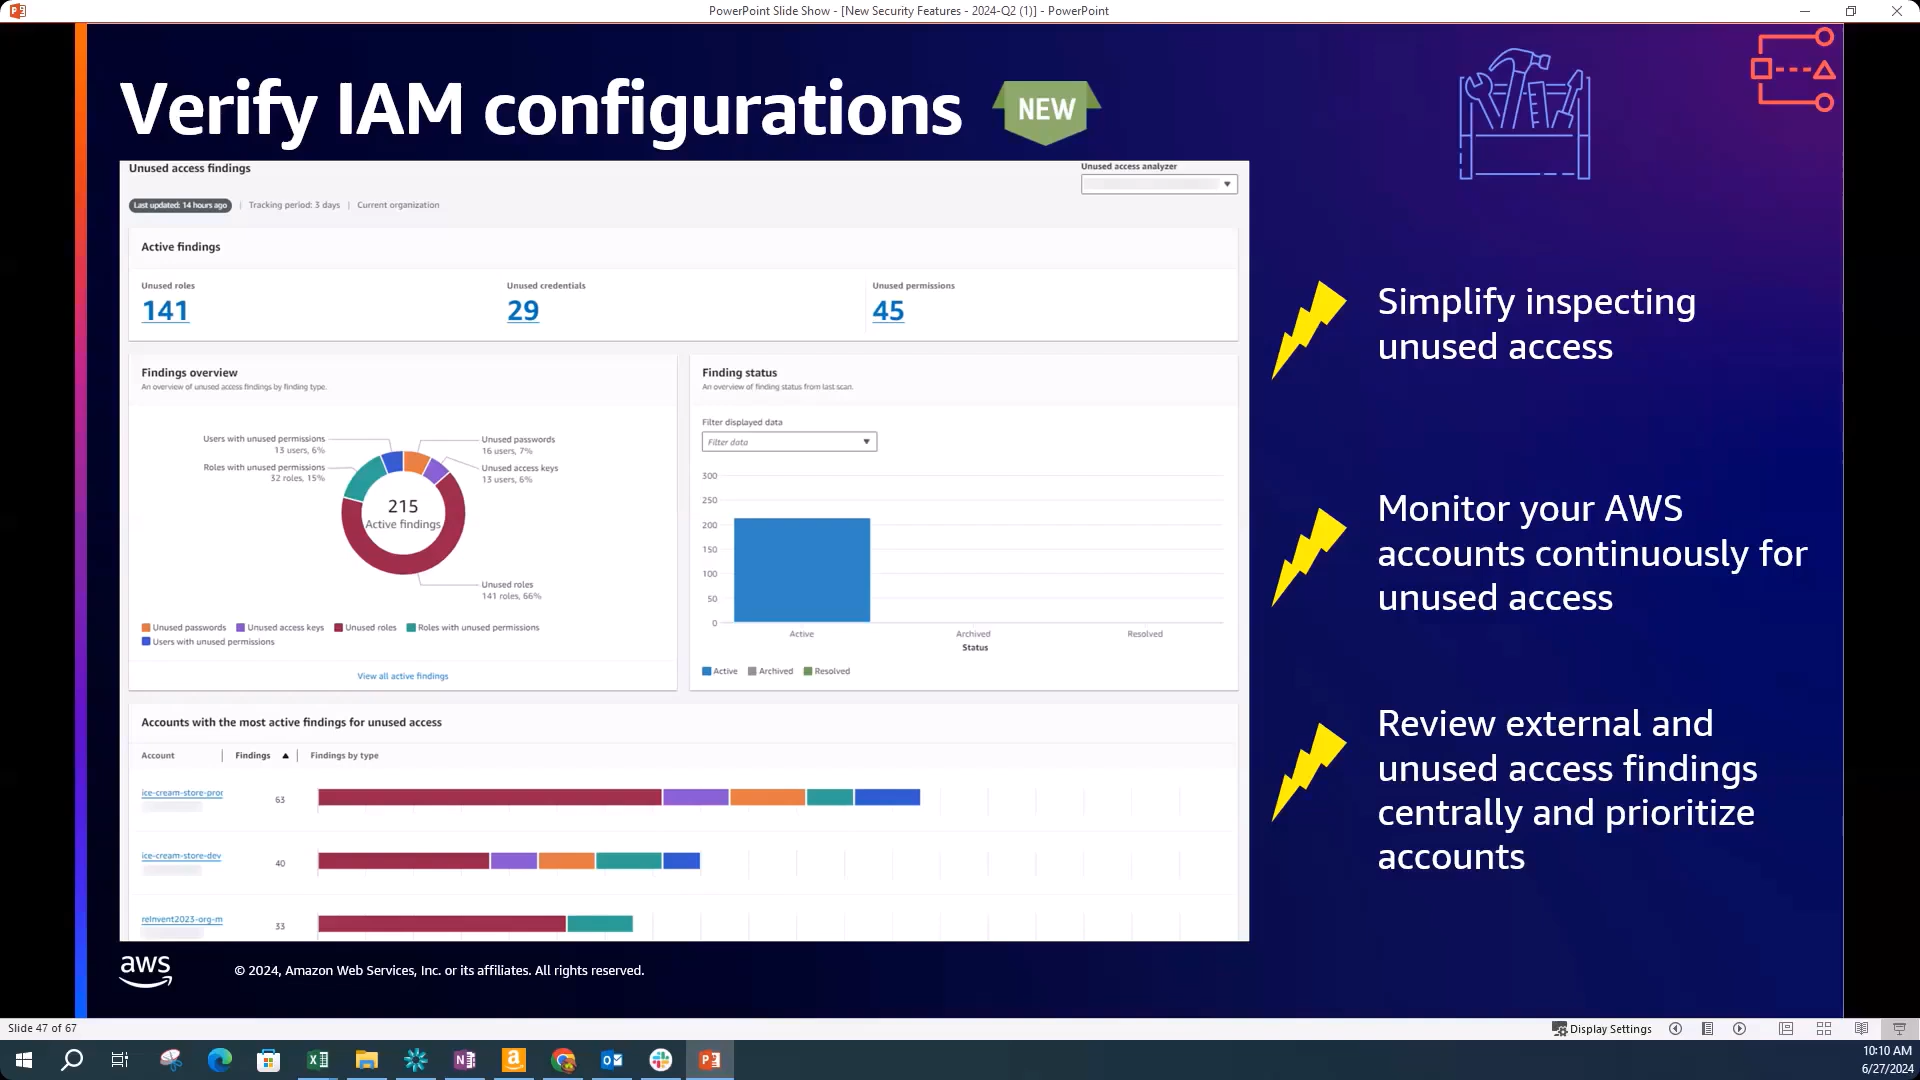 PowerPoint Slide Show - [New Security Features - 2024-Q2 (1)] - PowerPoint
Verify IAM configurations
NEW
Unused access findings
Unused access analyzer
Last updated: 14 hours ago | Tracking period: 3 days | Current organization
Active findings
Unused roles
141
Unused credentials
29
Unused permissions
45
Findings overview
An overview of unused access findings by finding type.
Users with unused permissions
13 users, 6%
Roles with unused permissions
32 roles, 15%
Unused passwords
16 users, 7%
Unused access keys
13 users, 6%
215
Active findings
Unused roles
141 roles, 66%
Unused passwords Unused access keys Unused roles Roles with unused permissions
Users with unused permissions
View all active findings
Finding status
An overview of finding status from last scan.
Filter displayed data
Filter data
300
250
200
150
100
50
0
Active Archived Resolved
Status
Active Archived Resolved
Accounts with the most active findings for unused access
Account | Findings | Findings by type
ice-cream-store-pror
63
ice-cream-store-dev
40
reInvent2023-org-m
33
Simplify inspecting
unused access
Monitor your AWS
accounts continuously for
unused access
Review external and
unused access findings
centrally and prioritize
accounts
aws
© 2024, Amazon Web Services, Inc. or its affiliates. All rights reserved.
Slide 47 of 67
Display Settings
10:10 AM
6/27/2024